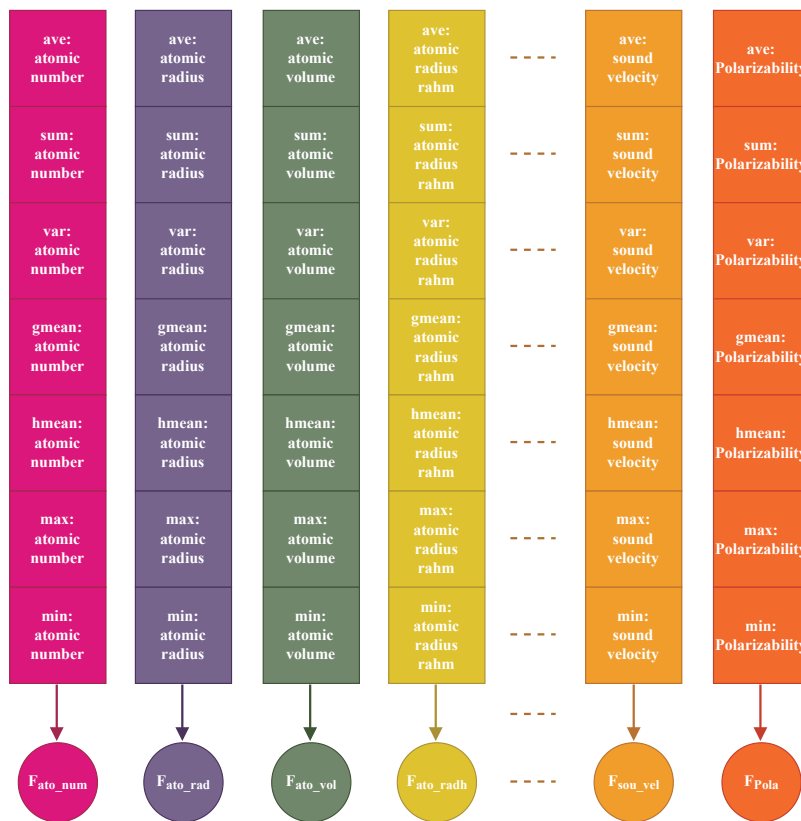 ave:
atomic
number
ave:
atomic
radius
ave:
atomic
volume
ave:
atomic
radius
rahm
ave:
sound
velocity
ave:
Polarizability
sum:
atomic
number
sum:
atomic
radius
sum:
atomic
volume
sum:
atomic
radius
rahm
sum:
sound
velocity
sum:
Polarizability
var:
atomic
number
var:
atomic
radius
var:
atomic
volume
var:
atomic
radius
rahm
var:
sound
velocity
var:
Polarizability
gmean:
atomic
number
gmean:
atomic
radius
gmean:
atomic
volume
gmean:
atomic
radius
rahm
gmean:
sound
velocity
gmean:
Polarizability
hmean:
atomic
number
hmean:
atomic
radius
hmean:
atomic
volume
hmean:
atomic
radius
rahm
hmean:
sound
velocity
hmean:
Polarizability
max:
atomic
number
max:
atomic
radius
max:
atomic
volume
max:
atomic
radius
rahm
max:
sound
velocity
max:
Polarizability
min:
atomic
number
min:
atomic
radius
min:
atomic
volume
min:
atomic
radius
rahm
min:
sound
velocity
min:
Polarizability
F_ato_num
F_ato_rad
F_ato_vol
F_ato_radh
F_sou_vel
F_Pola